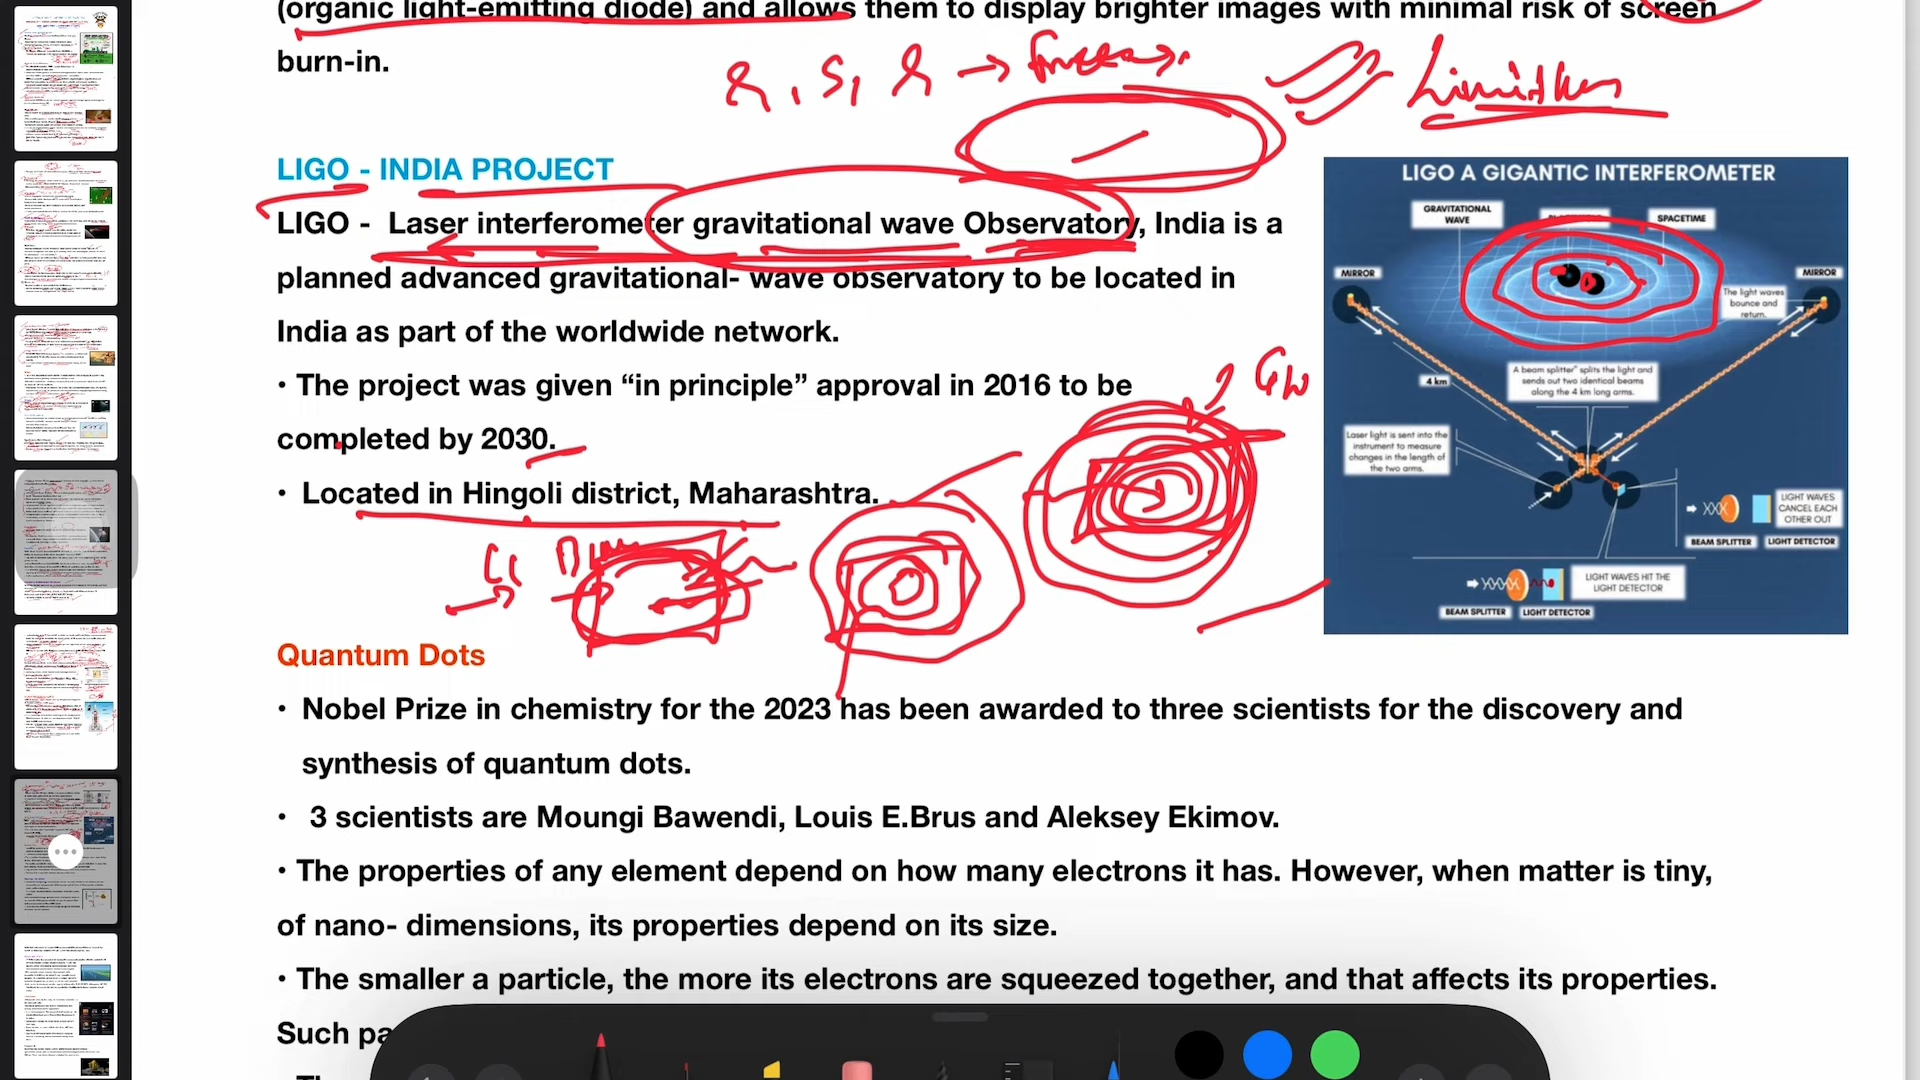 (organic light-emitting diode) and allows them to display brighter images with minimal risk of screen
burn-in.
LIGO - INDIA PROJECT
LIGO - Laser interferometer gravitational wave Observatory, India is a
planned advanced gravitational- wave observatory to be located in
India as part of the worldwide network.
• The project was given “in principle” approval in 2016 to be
completed by 2030.
• Located in Hingoli district, Maharashtra.
GW
LIGO A GIGANTIC INTERFEROMETER
GRAVITATIONAL
WAVE
SPACETIME
MIRROR
MIRROR
The light waves
bounce and
return.
4 km
A beam splitter" splits the light and
sends out two identical beams
along the 4 km long arms.
Laser light is sent into the
instrument to measure
changes in the length of
the two arms.
LIGHT WAVES
CANCEL EACH
OTHER OUT
BEAM SPLITTER LIGHT DETECTOR
LIGHT WAVES HIT THE
LIGHT DETECTOR
BEAM SPLITTER LIGHT DETECTOR
Quantum Dots
• Nobel Prize in chemistry for the 2023 has been awarded to three scientists for the discovery and
synthesis of quantum dots.
• 3 scientists are Moungi Bawendi, Louis E.Brus and Aleksey Ekimov.
• The properties of any element depend on how many electrons it has. However, when matter is tiny,
of nano- dimensions, its properties depend on its size.
• The smaller a particle, the more its electrons are squeezed together, and that affects its properties.
Such pa